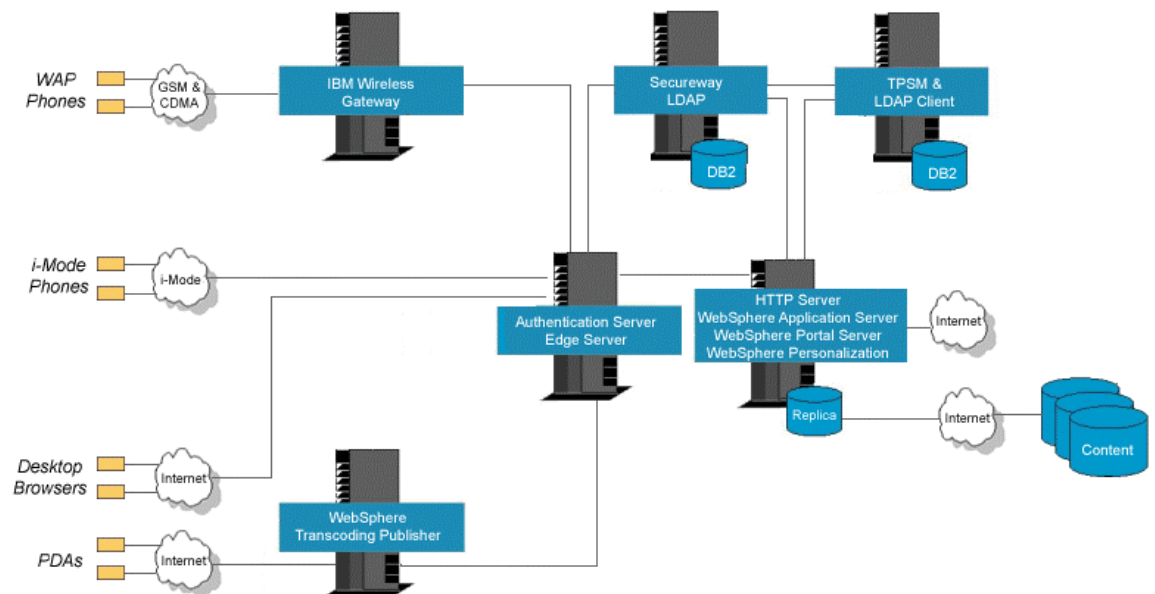 WAP
Phones
GSM &
CDMA
IBM Wireless
Gateway
Secureway
LDAP
DB2
TPSM &
LDAP Client
DB2
i-Mode
Phones
i-Mode
Authentication Server
Edge Server
HTTP Server
WebSphere Application Server
WebSphere Portal Server
WebSphere Personalization
Internet
Replica
Internet
Content
Desktop
Browsers
Internet
WebSphere
Transcoding Publisher
PDAs
Internet